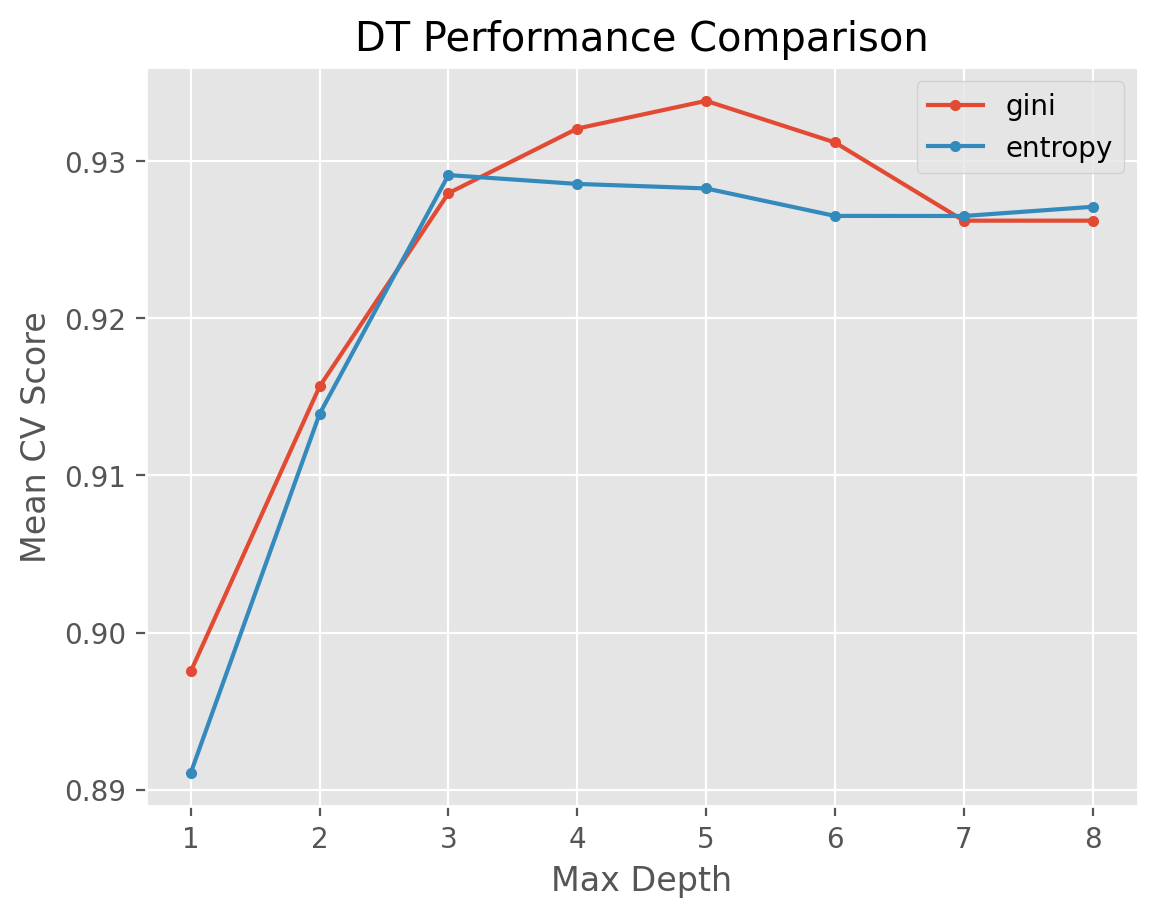 DT Performance Comparison
gini
entropy
0.93
0.92
0.91
0.90
0.89
Mean CV Score
1 2 3 4 5 6 7 8
Max Depth